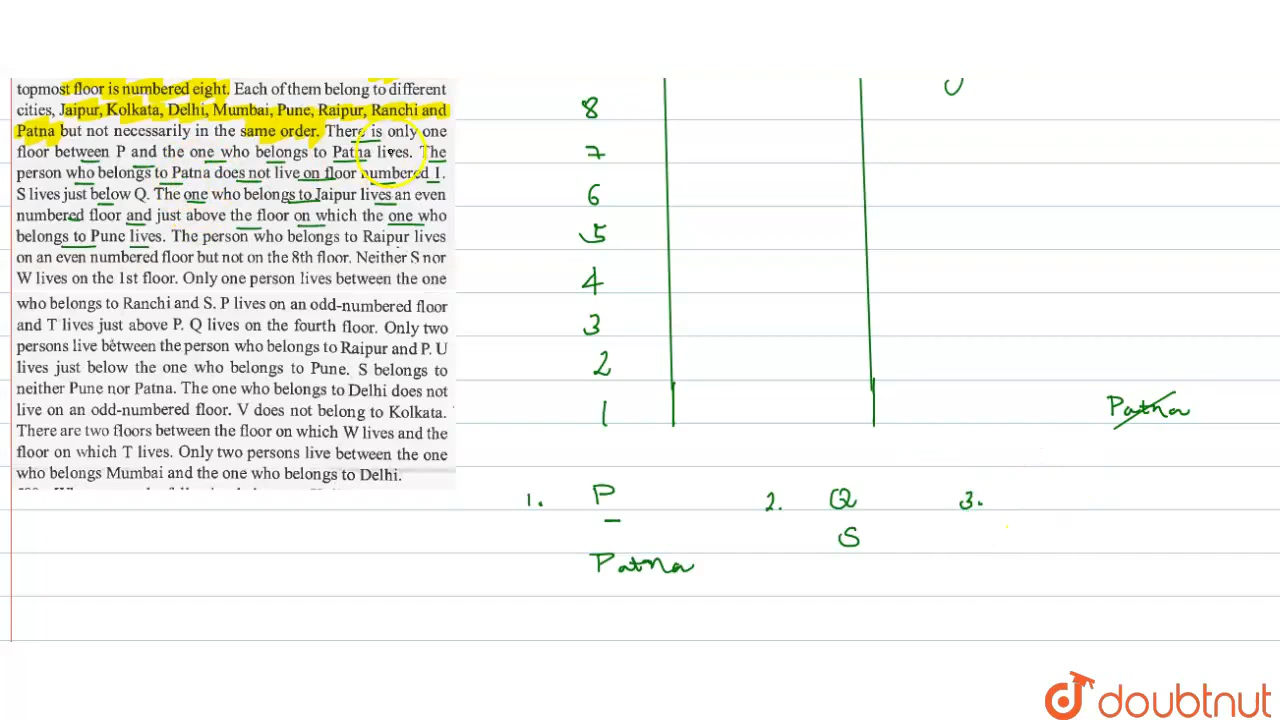 topmost floor is numbered eight. Each of them belong to different
cities, Jaipur, Kolkata, Delhi, Mumbai, Pune, Raipur, Ranchi and
Patna but not necessarily in the same order. There is only one
floor between P and the one who belongs to Patna lives. The
person who belongs to Patna does not live on floor numbered 1.
S lives just below Q. The one who belongs to Jaipur lives an even
numbered floor and just above the floor on which the one who
belongs to Pune lives. The person who belongs to Raipur lives
on an even numbered floor but not on the 8th floor. Neither S nor
W lives on the 1st floor. Only one person lives between the one
who belongs to Ranchi and S. P lives on an odd-numbered floor
and T lives just above P. Q lives on the fourth floor. Only two
persons live between the person who belongs to Raipur and P. U
lives just below the one who belongs to Pune. S belongs to
neither Pune nor Patna. The one who belongs to Delhi does not
live on an odd-numbered floor. V does not belong to Kolkata.
There are two floors between the floor on which W lives and the
floor on which T lives. Only two persons live between the one
who belongs Mumbai and the one who belongs to Delhi.
8
7
6
5
4
3
2
1
Patna
1. P
Patna
2. Q
S
3.
doubtnut